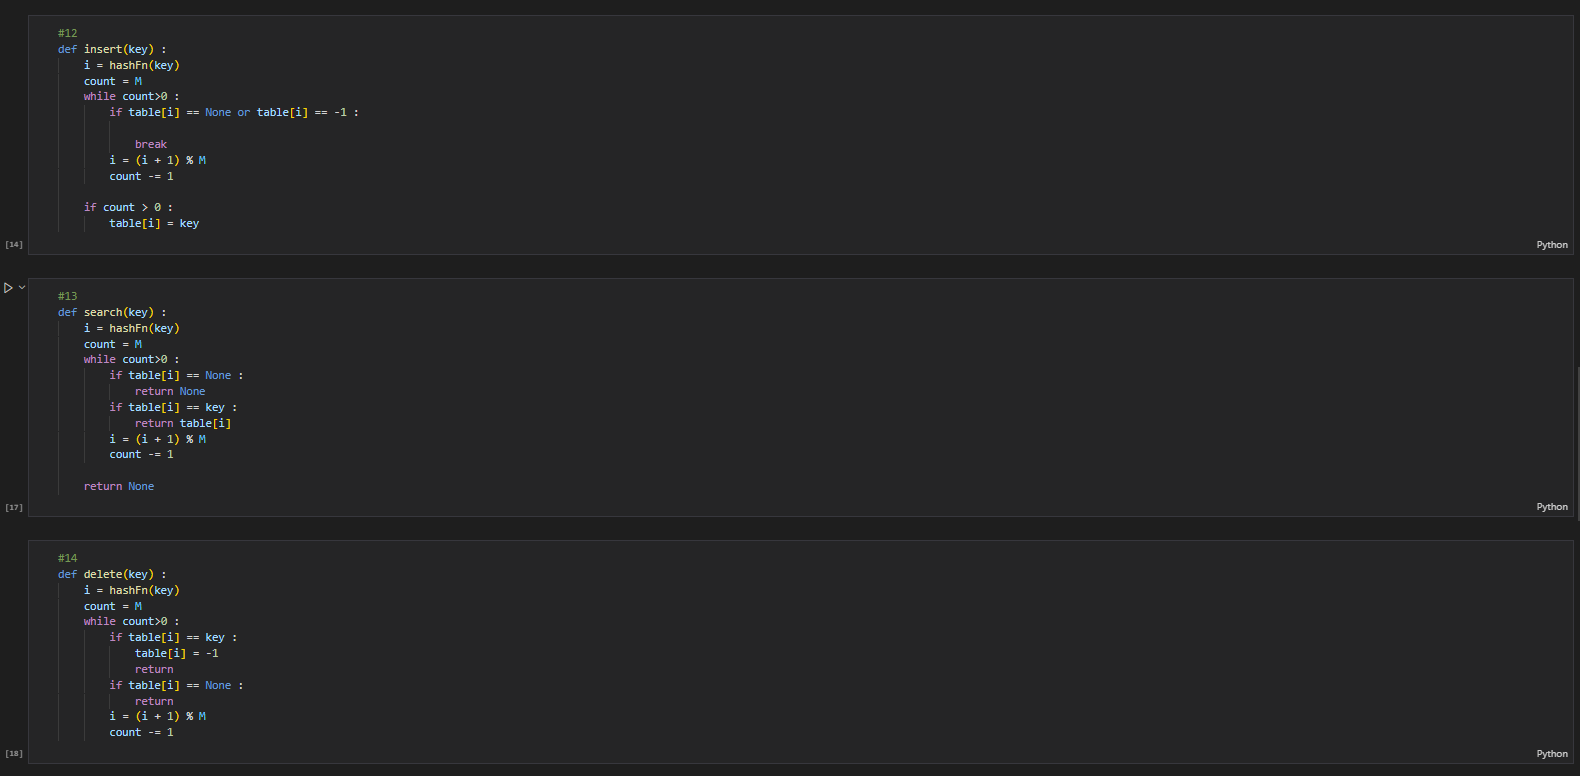 #12
def insert(key) :
    i = hashFn(key)
    count = M
    while count>0 :
        if table[i] == None or table[i] == -1 :
            break
        i = (i + 1) % M
        count -= 1
    if count > 0 :
        table[i] = key
[14]
Python
#13
def search(key) :
    i = hashFn(key)
    count = M
    while count>0 :
        if table[i] == None :
            return None
        if table[i] == key :
            return table[i]
        i = (i + 1) % M
        count -= 1
    return None
[17]
Python
#14
def delete(key) :
    i = hashFn(key)
    count = M
    while count>0 :
        if table[i] == key :
            table[i] = -1
            return
        if table[i] == None :
            return
        i = (i + 1) % M
        count -= 1
[18]
Python